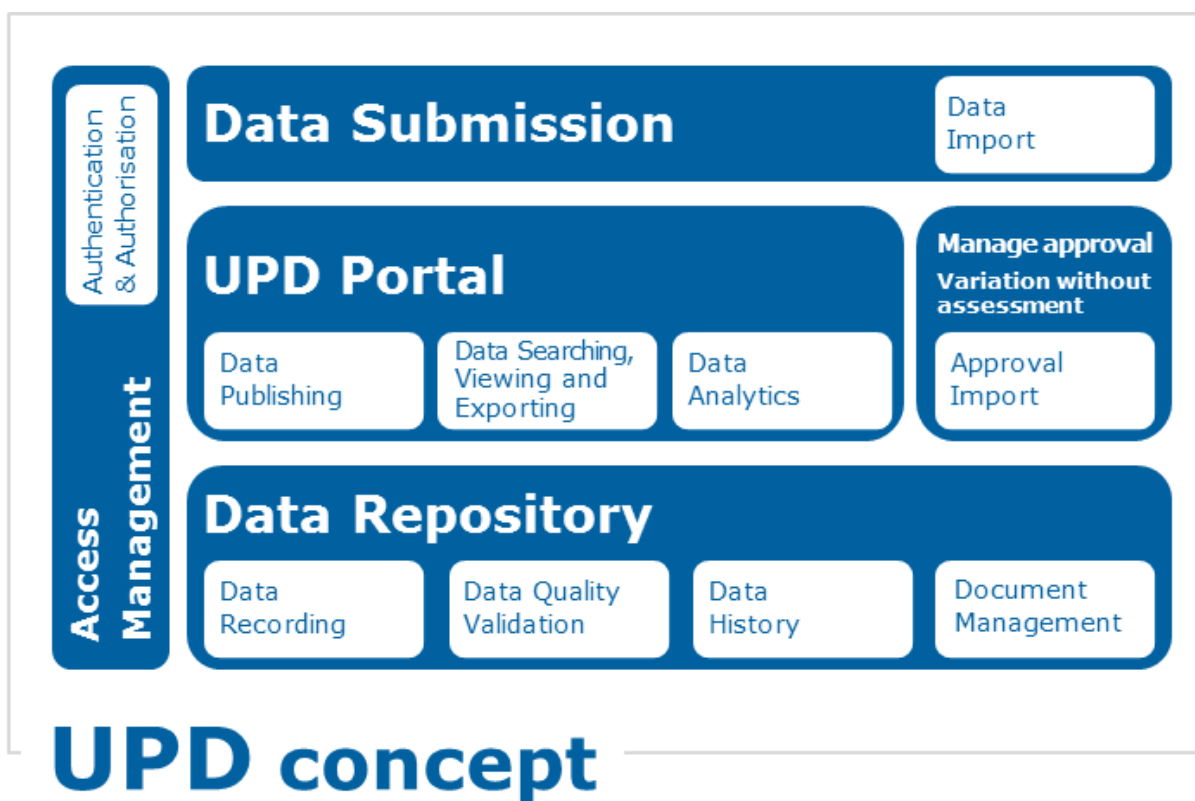 Authentication
& Authorisation
Access
Management
Data Submission
Data
Import
UPD Portal
Data
Publishing
Data Searching,
Viewing and
Exporting
Data
Analytics
Manage approval
Variation without
assessment
Approval
Import
Data Repository
Data
Recording
Data Quality
Validation
Data
History
Document
Management
UPD concept